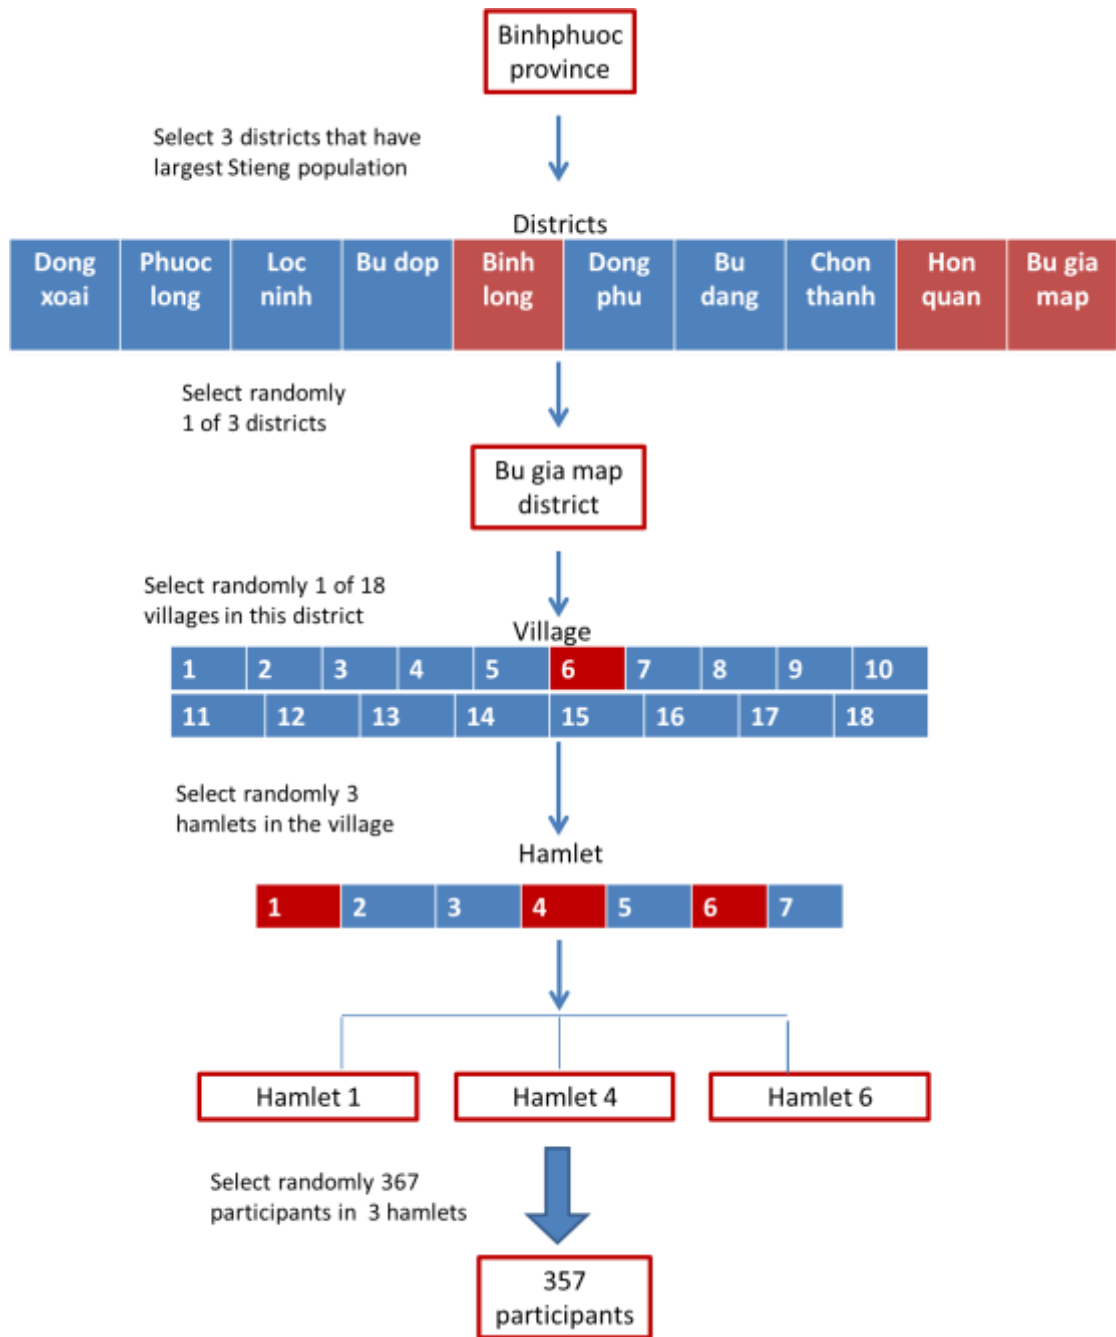 Binhphuoc
province
Select 3 districts that have
largest Stieng population
Districts
Dong xoai
Phuoc long
Loc ninh
Bu dop
Binh long
Dong phu
Bu dang
Chon thanh
Hon quan
Bu gia map
Select randomly
1 of 3 districts
Bu gia map
district
Select randomly 1 of 18
villages in this district
Village
1 2 3 4 5 6 7 8 9 10
11 12 13 14 15 16 17 18
Select randomly 3
hamlets in the village
Hamlet
1 2 3 4 5 6 7
Hamlet 1 Hamlet 4 Hamlet 6
Select randomly 367
participants in 3 hamlets
357
participants